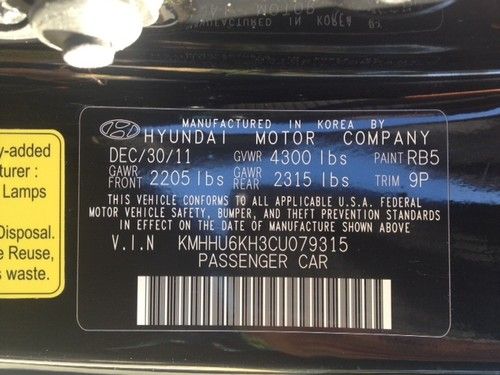 MANUFACTURED IN KOREA BY
HYUNDAI MOTOR COMPANY
DEC/30/11 GVWR 4300 lbs PAINT RB5
GAWR FRONT 2205 lbs GAWR REAR 2315 lbs TRIM 9P
THIS VEHICLE CONFORMS TO ALL APPLICABLE U.S.A. FEDERAL
MOTOR VEHICLE SAFETY, BUMPER, AND THEFT PREVENTION STANDARDS
IN EFFECT ON THE DATE OF MANUFACTURE SHOWN ABOVE.
V.I.N KMHHU6KH3CU079315
PASSENGER CAR
y-added
turer :
Lamps
Disposal.
e Reuse,
s waste.